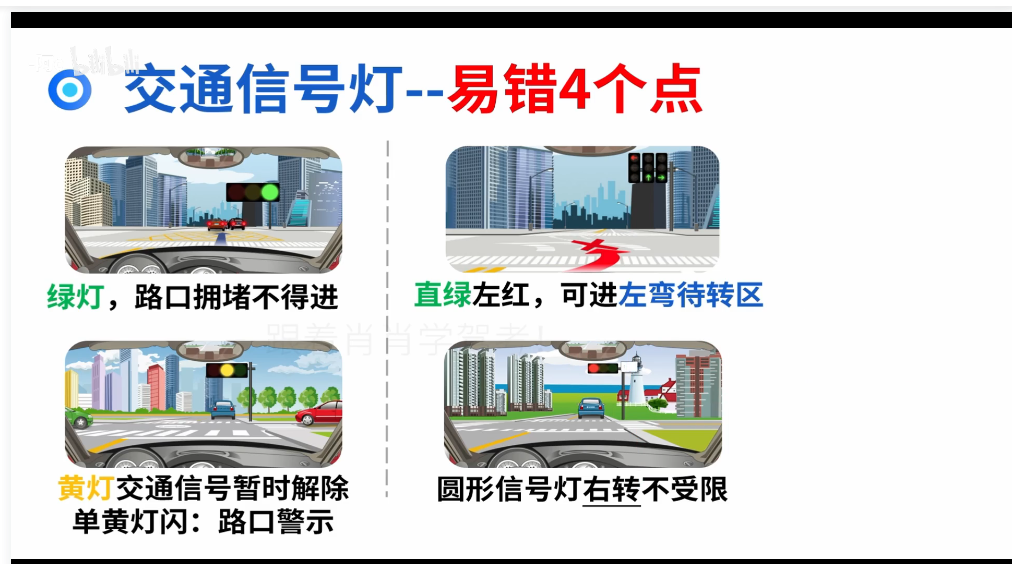 交通信号灯--易错4个点
绿灯，路口拥堵不得进
直绿左红，可进左弯待转区
跟着肖肖学驾考！
黄灯交通信号暂时解除
单黄灯闪：路口警示
圆形信号灯右转不受限